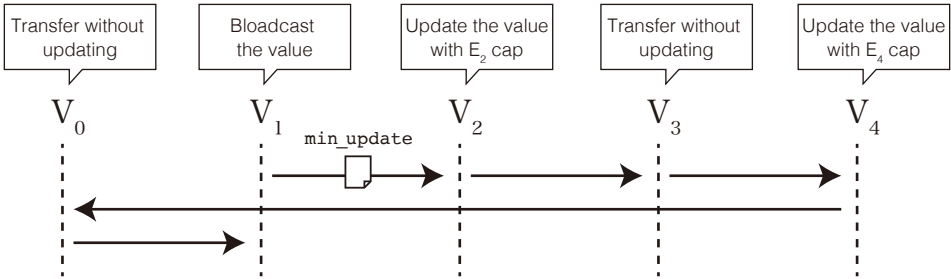 Transfer without
updating
Bloadcast
the value
Update the value
with E2 cap
Transfer without
updating
Update the value
with E4 cap
V0
V1
V2
V3
V4
min_update